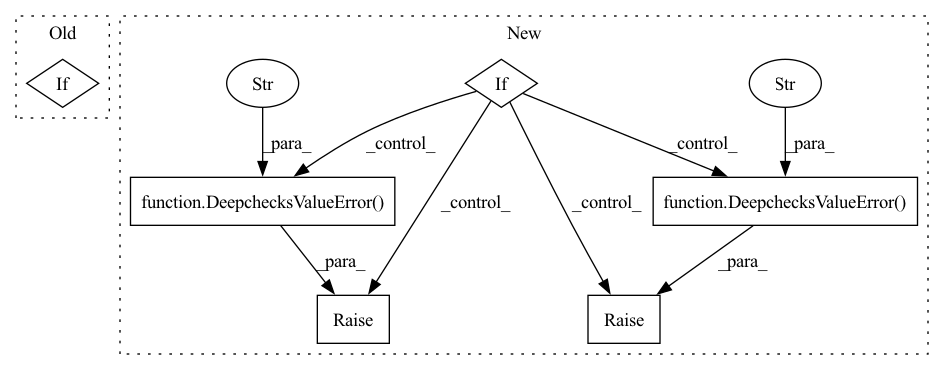 Old
New
If
Str
If
Str
_para_
_control_
_control_
_para_
function.DeepchecksValueError()
_control_
_control_
function.DeepchecksValueError()
_para_
_para_
Raise
Raise